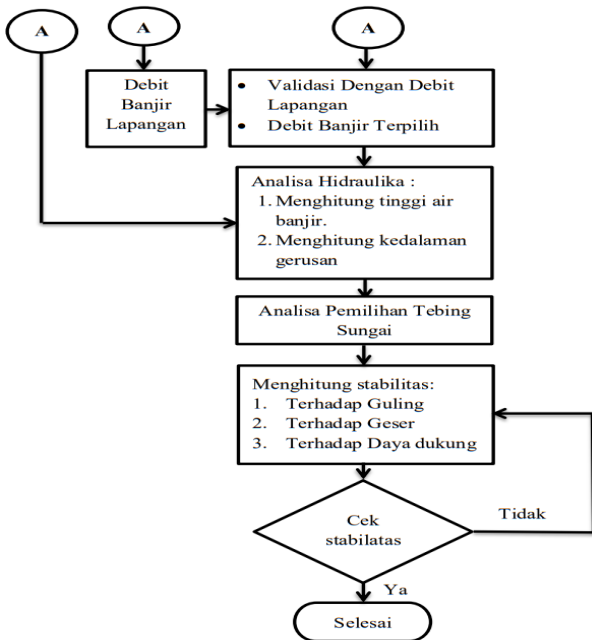 A
A
A
Debit
Banjir
Lapangan
• Validasi Dengan Debit
Lapangan
• Debit Banjir Terpilih
Analisa Hidraulika :
1. Menghitung tinggi air
banjir.
2. Menghitung kedalaman
gerusan
Analisa Pemilihan Tebing
Sungai
Menghitung stabilitas:
1. Terhadap Guling
2. Terhadap Geser
3. Terhadap Daya dukung
Cek
stabilatas
Tidak
Ya
Selesai